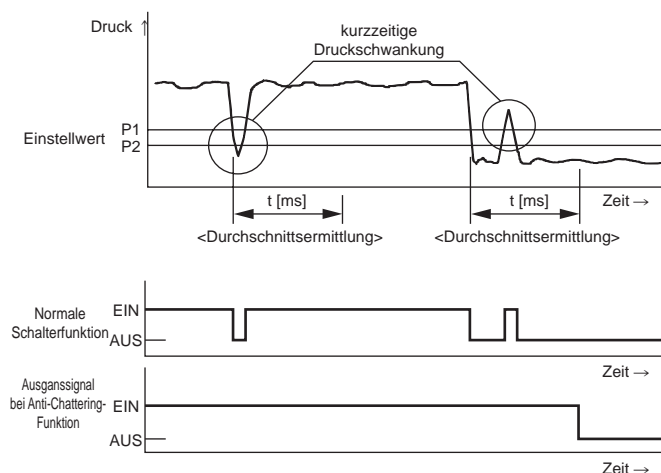 Druck ↑
kurzzeitige
Druckschwankung
Einstellwert
P1
P2
t [ms]
t [ms]
Zeit →
<Durchschnittsermittlung>
<Durchschnittsermittlung>
Normale
Schalterfunktion
EIN
AUS
Zeit →
Ausganssignal
bei Anti-Chattering-
Funktion
EIN
AUS
Zeit →